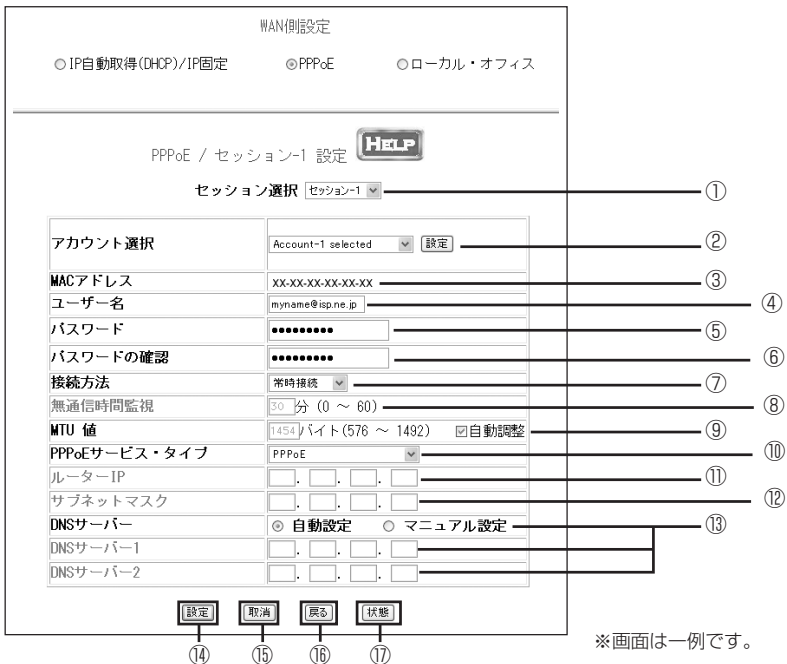 WAN側設定
IP自動取得(DHCP)/IP固定 PPPoE ローカル・オフィス
PPPoE / セッション-1 設定 HELP
セッション選択 セッション-1 ①
アカウント選択 Account-1 selected 設定 ②
MACアドレス XX-XX-XX-XX-XX-XX ③
ユーザー名 myname@isp.ne.jp ④
パスワード ●●●●●●●●● ⑤
パスワードの確認 ●●●●●●●●● ⑥
接続方法 常時接続 ⑦
無通信時間監視 30 分 (0 ～ 60) ⑧
MTU 値 1454 バイト(576 ～ 1492) 自動調整 ⑨
PPPoEサービス・タイプ PPPoE ⑩
ルーターIP . . . ⑪
サブネットマスク . . . ⑫
DNSサーバー 自動設定 マニュアル設定 ⑬
DNSサーバー1 . . .
DNSサーバー2 . . .
設定 取消 戻る 状態
⑭ ⑮ ⑯ ⑰
※画面は一例です。